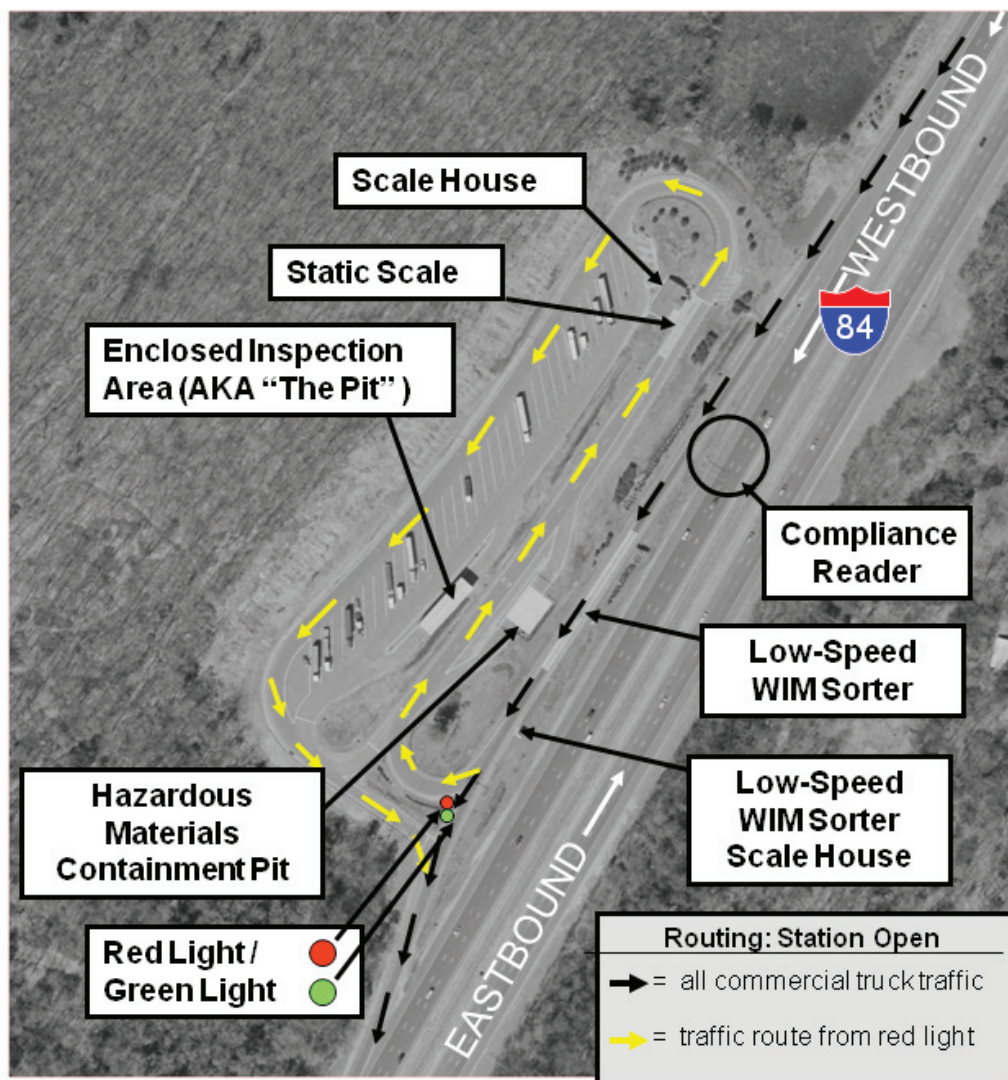 WESTBOUND
84
Scale House
Static Scale
Enclosed Inspection
Area (AKA “The Pit” )
Compliance
Reader
Low-Speed
WIM Sorter
Low-Speed
WIM Sorter
Scale House
Hazardous
Materials
Containment Pit
Red Light /
Green Light
EASTBOUND
Routing: Station Open
= all commercial truck traffic
= traffic route from red light